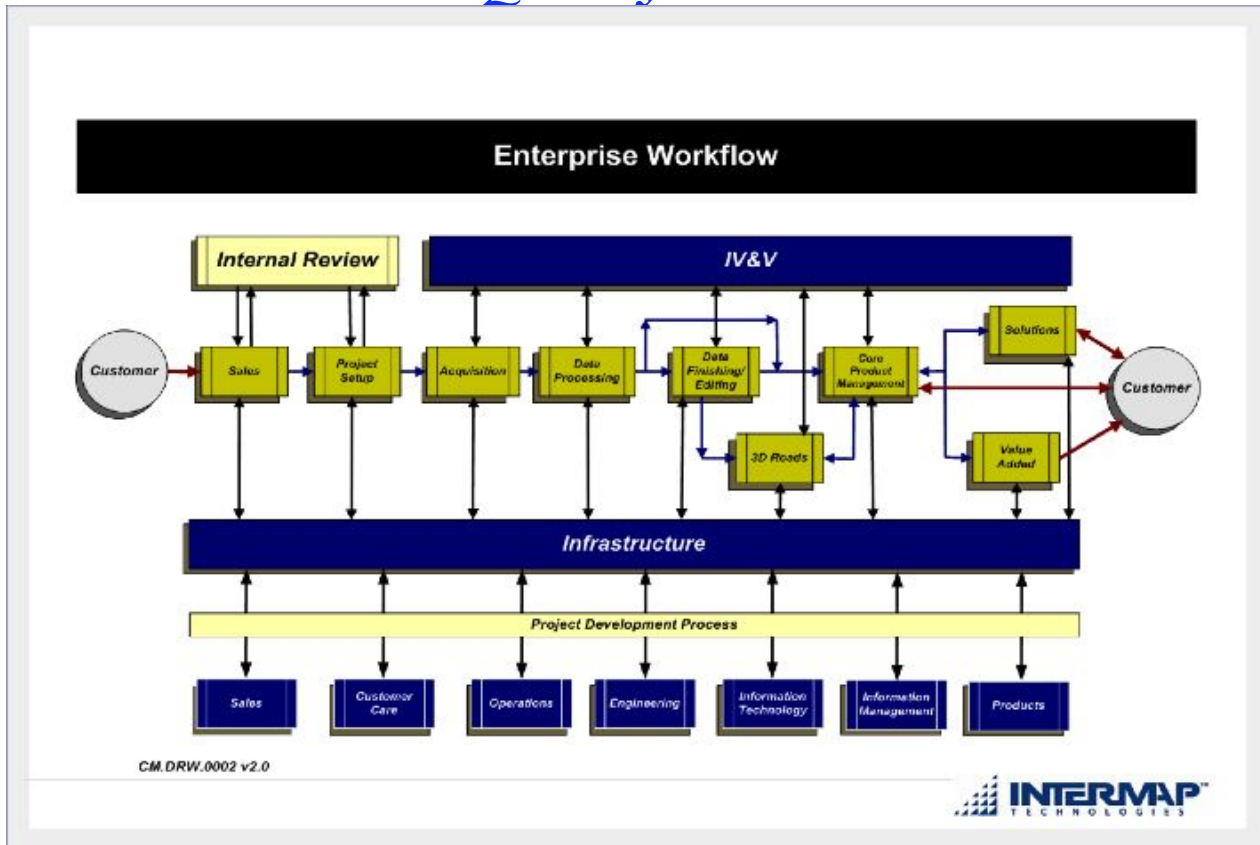 Enterprise Workflow
Internal Review
IV&V
Customer
Sales
Project
Setup
Acquisition
Data
Processing
Data
Finishing/
Editing
Core
Product
Management
Solutions
Customer
3D Roads
Value
Added
Infrastructure
Project Development Process
Sales
Customer
Care
Operations
Engineering
Information
Technology
Information
Management
Products
CM.DRW.0002 v2.0
INTERMAP™
TECHNOLOGIES